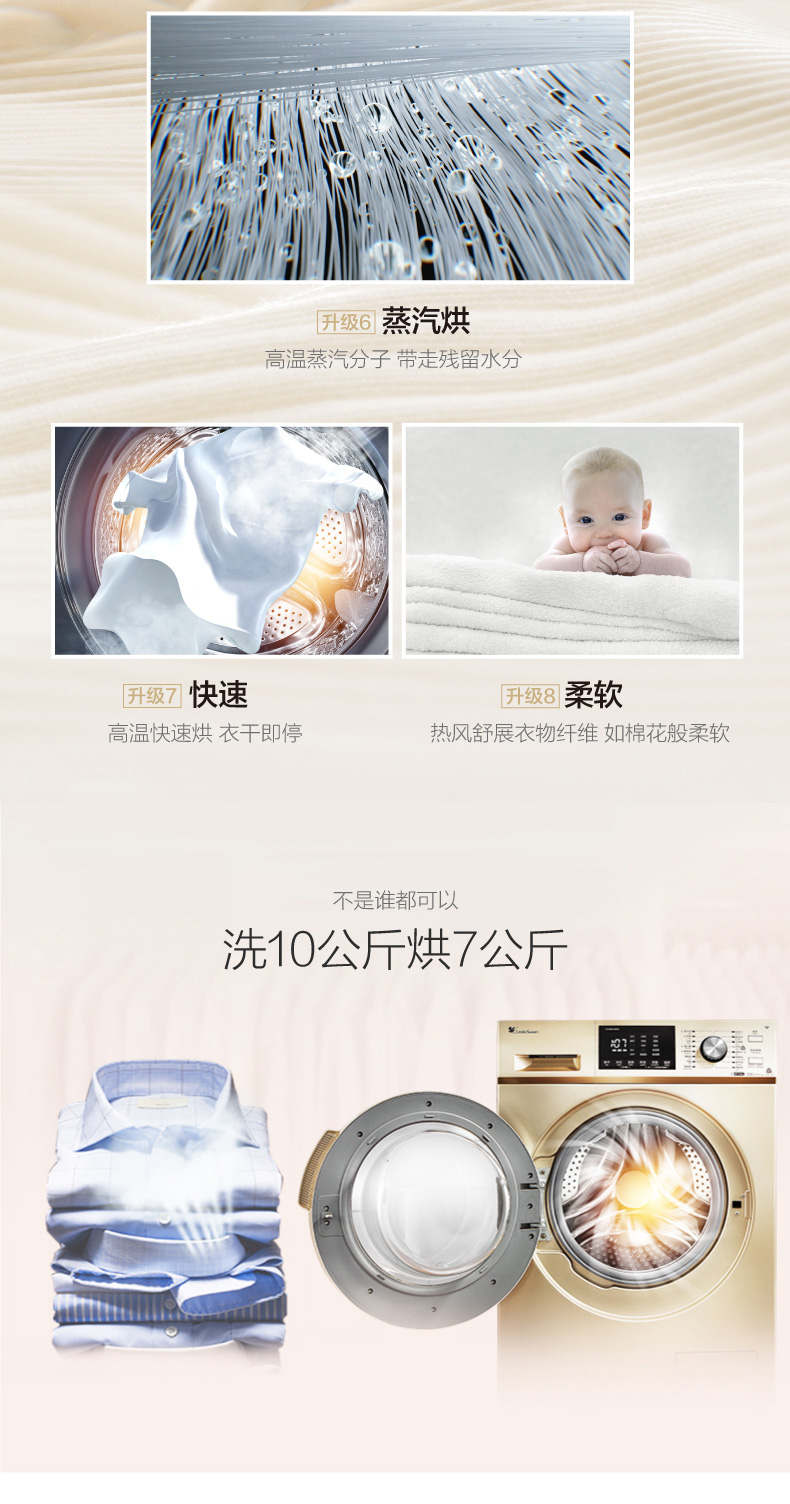 升级6 蒸汽烘
高温蒸汽分子 带走残留水分
升级7 快速
高温快速烘 衣干即停
升级8 柔软
热风舒展衣物纤维 如棉花般柔软
不是谁都可以
洗10公斤烘7公斤
LittleSwan